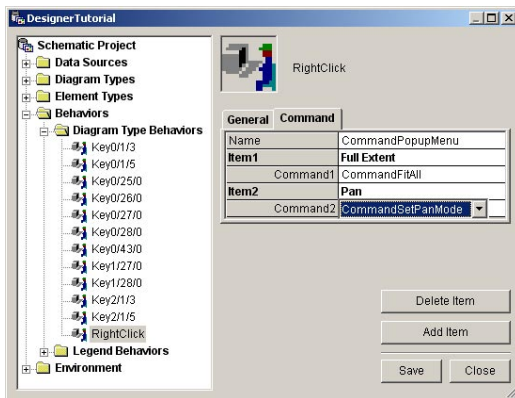 DesignerTutorial
Schematic Project
Data Sources
Diagram Types
Element Types
Behaviors
Diagram Type Behaviors
Key0/1/3
Key0/1/5
Key0/25/0
Key0/26/0
Key0/27/0
Key0/28/0
Key0/43/0
Key1/27/0
Key1/28/0
Key2/1/3
Key2/1/5
RightClick
Legend Behaviors
Environment
RightClick
General Command
Name CommandPopupMenu
Item1 Full Extent
Command1 CommandFitAll
Item2 Pan
Command2 CommandSetPanMode
Delete Item
Add Item
Save Close